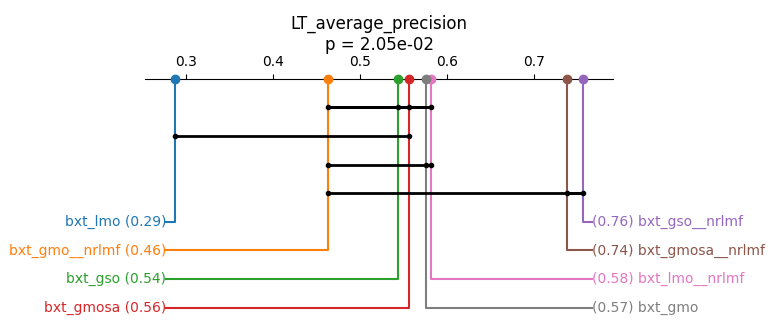 LT_average_precision
p = 2.05e-02
0.3 0.4 0.5 0.6 0.7
bxt_lmo (0.29) (0.76) bxt_gso__nrlmf
bxt_gmo__nrlmf (0.46) (0.74) bxt_gmosa__nrlmf
bxt_gso (0.54) (0.58) bxt_lmo__nrlmf
bxt_gmosa (0.56) (0.57) bxt_gmo